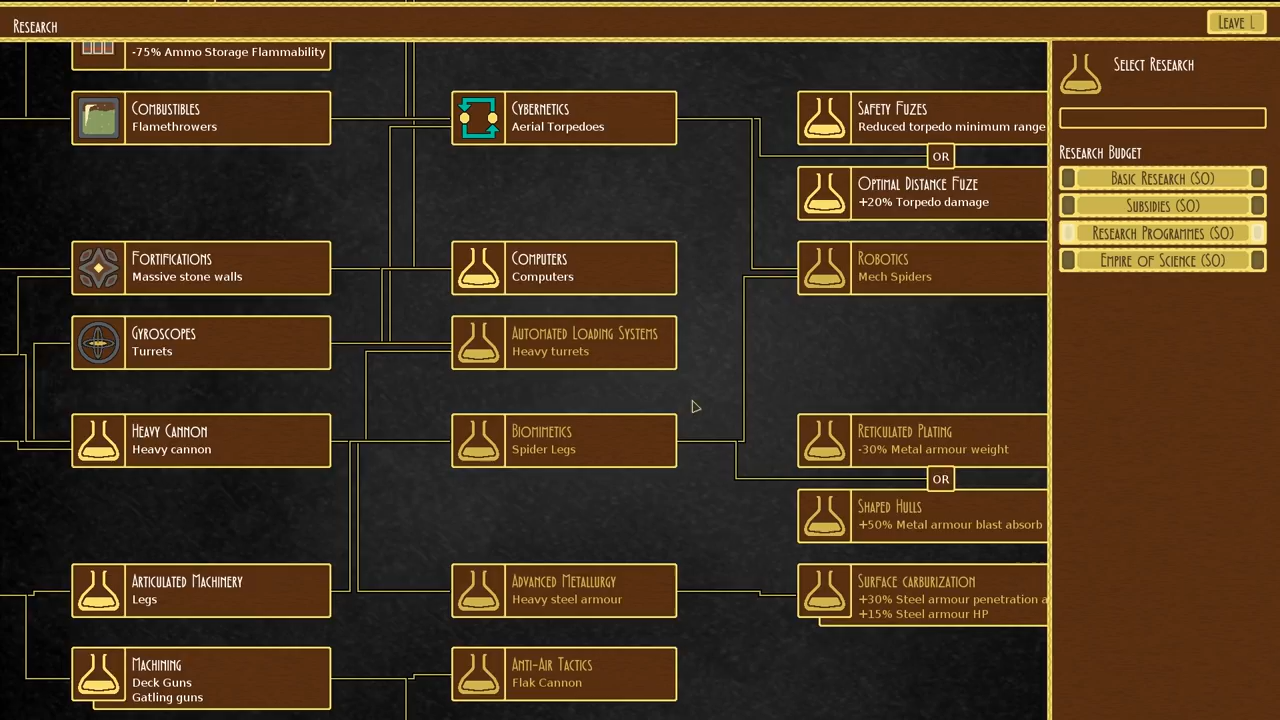 RESEARCH
LEAVE L
-75% Ammo Storage Flammability
COMBUSTIBLES
Flamethrowers
CYBERNETICS
Aerial Torpedoes
SAFETY FUZES
Reduced torpedo minimum range
OR
OPTIMAL DISTANCE FUZE
+20% Torpedo damage
FORTIFICATIONS
Massive stone walls
COMPUTERS
Computers
ROBOTICS
Mech Spiders
GYROSCOPES
Turrets
AUTOMATED LOADING SYSTEMS
Heavy turrets
HEAVY CANNON
Heavy cannon
BIOMIMETICS
Spider Legs
RETICULATED PLATING
-30% Metal armour weight
OR
SHAPED HULLS
+50% Metal armour blast absorb
ARTICULATED MACHINERY
Legs
ADVANCED METALLURGY
Heavy steel armour
SURFACE CARBURIZATION
+30% Steel armour penetration a
+15% Steel armour HP
MACHINING
Deck Guns
Gatling guns
ANTI-AIR TACTICS
Flak Cannon
SELECT RESEARCH
RESEARCH BUDGET
BASIC RESEARCH ($0)
SUBSIDIES ($0)
RESEARCH PROGRAMMES ($0)
EMPIRE OF SCIENCE ($0)